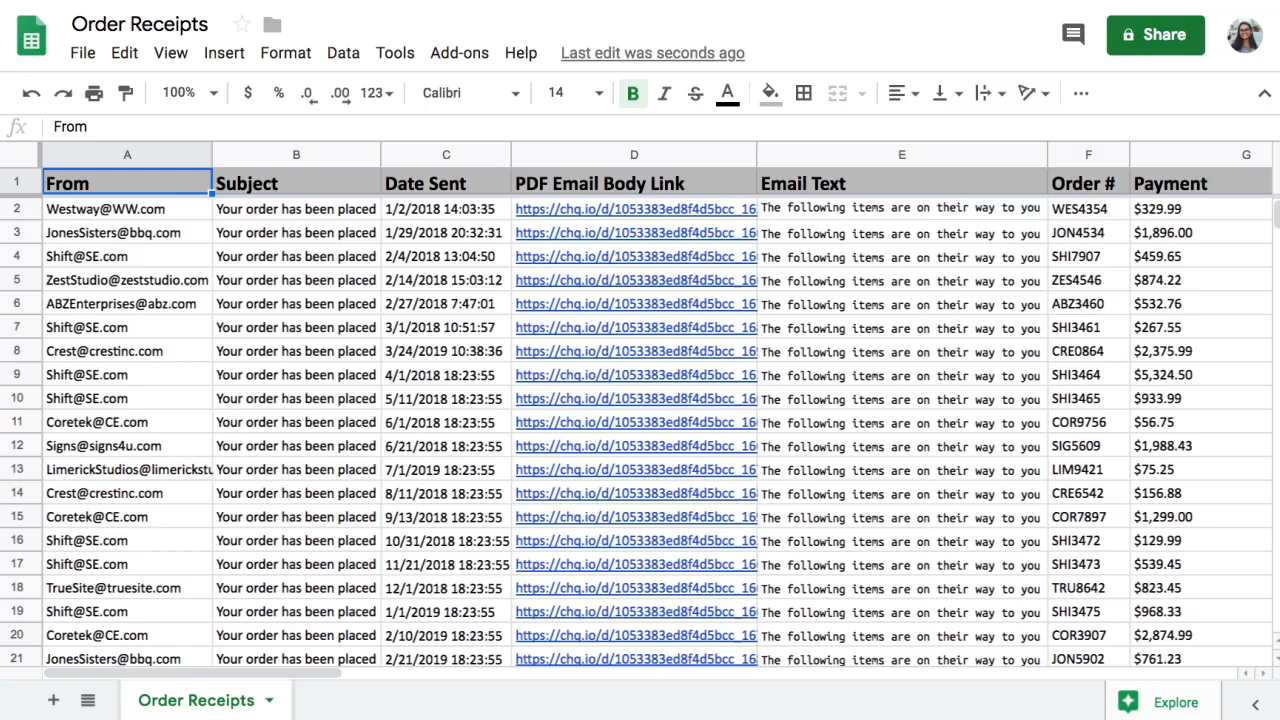 Order Receipts
File Edit View Insert Format Data Tools Add-ons Help Last edit was seconds ago
Share
100% $ % .0 .00 123 Calibri 14 B I S A ...
fx From
A B C D E F G
1 From Subject Date Sent PDF Email Body Link Email Text Order # Payment
2 Westway@WW.com Your order has been placed 1/2/2018 14:03:35 https://chq.io/d/1053383ed8f4d5bcc_16 The following items are on their way to you WES4354 $329.99
3 JonesSisters@bbq.com Your order has been placed 1/29/2018 20:32:31 https://chq.io/d/1053383ed8f4d5bcc_16 The following items are on their way to you JON4534 $1,896.00
4 Shift@SE.com Your order has been placed 2/4/2018 13:04:50 https://chq.io/d/1053383ed8f4d5bcc_16 The following items are on their way to you SHI7907 $459.65
5 ZestStudio@zeststudio.com Your order has been placed 2/14/2018 15:03:12 https://chq.io/d/1053383ed8f4d5bcc_16 The following items are on their way to you ZES4546 $874.22
6 ABZEnterprises@abz.com Your order has been placed 2/27/2018 7:47:01 https://chq.io/d/1053383ed8f4d5bcc_16 The following items are on their way to you ABZ3460 $532.76
7 Shift@SE.com Your order has been placed 3/1/2018 10:51:57 https://chq.io/d/1053383ed8f4d5bcc_16 The following items are on their way to you SHI3461 $267.55
8 Crest@crestinc.com Your order has been placed 3/24/2019 10:38:36 https://chq.io/d/1053383ed8f4d5bcc_16 The following items are on their way to you CRE0864 $2,375.99
9 Shift@SE.com Your order has been placed 4/1/2018 18:23:55 https://chq.io/d/1053383ed8f4d5bcc_16 The following items are on their way to you SHI3464 $5,324.50
10 Shift@SE.com Your order has been placed 5/11/2018 18:23:55 https://chq.io/d/1053383ed8f4d5bcc_16 The following items are on their way to you SHI3465 $933.99
11 Coretek@CE.com Your order has been placed 6/1/2018 18:23:55 https://chq.io/d/1053383ed8f4d5bcc_16 The following items are on their way to you COR9756 $56.75
12 Signs@signs4u.com Your order has been placed 6/21/2018 18:23:55 https://chq.io/d/1053383ed8f4d5bcc_16 The following items are on their way to you SIG5609 $1,988.43
13 LimerickStudios@limerickstu Your order has been placed 7/1/2019 18:23:55 https://chq.io/d/1053383ed8f4d5bcc_16 The following items are on their way to you LIM9421 $75.25
14 Crest@crestinc.com Your order has been placed 8/11/2018 18:23:55 https://chq.io/d/1053383ed8f4d5bcc_16 The following items are on their way to you CRE6542 $156.88
15 Coretek@CE.com Your order has been placed 9/13/2018 18:23:55 https://chq.io/d/1053383ed8f4d5bcc_16 The following items are on their way to you COR7897 $1,299.00
16 Shift@SE.com Your order has been placed 10/31/2018 18:23:55 https://chq.io/d/1053383ed8f4d5bcc_16 The following items are on their way to you SHI3472 $129.99
17 Shift@SE.com Your order has been placed 11/21/2018 18:23:55 https://chq.io/d/1053383ed8f4d5bcc_16 The following items are on their way to you SHI3473 $539.45
18 TrueSite@truesite.com Your order has been placed 12/1/2018 18:23:55 https://chq.io/d/1053383ed8f4d5bcc_16 The following items are on their way to you TRU8642 $823.45
19 Shift@SE.com Your order has been placed 1/1/2019 18:23:55 https://chq.io/d/1053383ed8f4d5bcc_16 The following items are on their way to you SHI3475 $968.33
20 Coretek@CE.com Your order has been placed 2/10/2019 18:23:55 https://chq.io/d/1053383ed8f4d5bcc_16 The following items are on their way to you COR3907 $2,874.99
21 JonesSisters@bbq.com Your order has been placed 2/21/2019 18:23:55 https://chq.io/d/1053383ed8f4d5bcc_16 The following items are on their way to you JON5902 $761.23
Order Receipts Explore